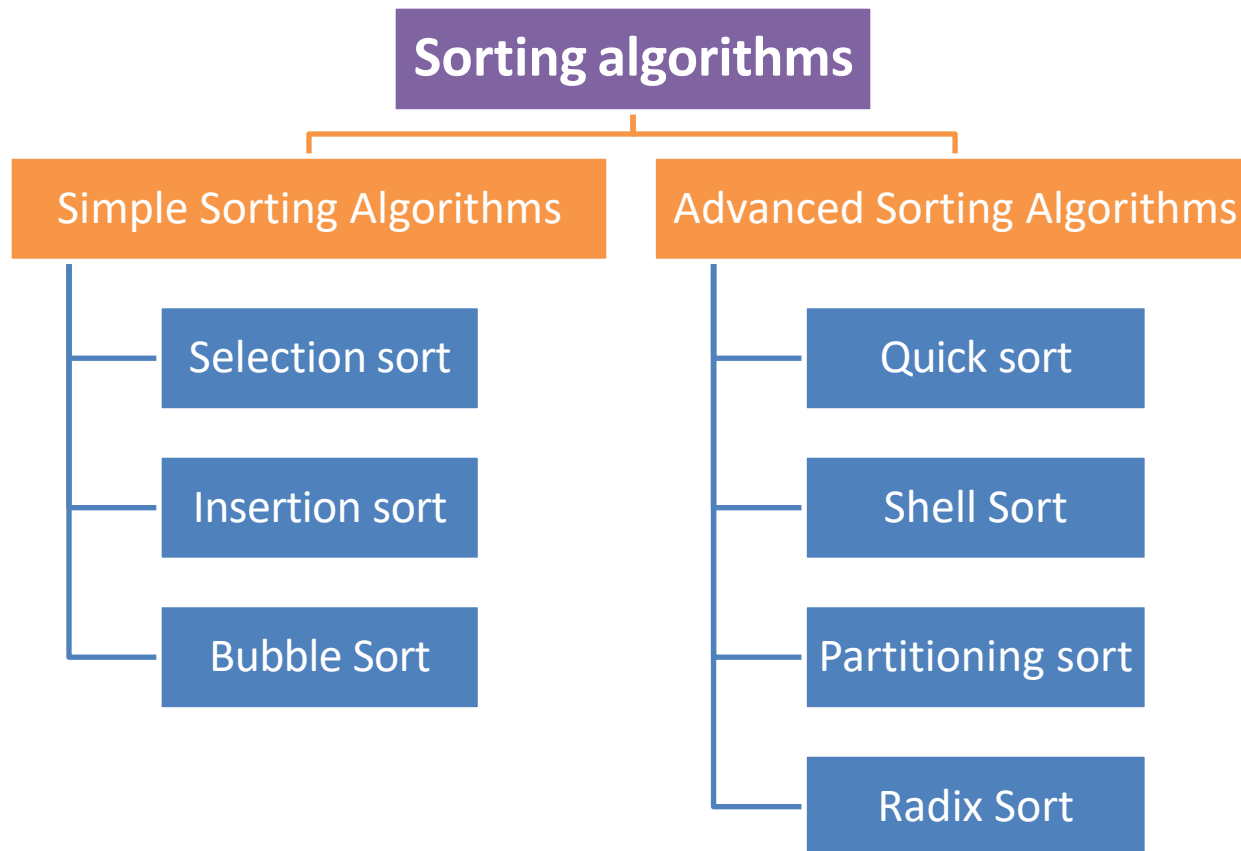 Sorting algorithms
Simple Sorting Algorithms
Selection sort
Insertion sort
Bubble Sort
Advanced Sorting Algorithms
Quick sort
Shell Sort
Partitioning sort
Radix Sort